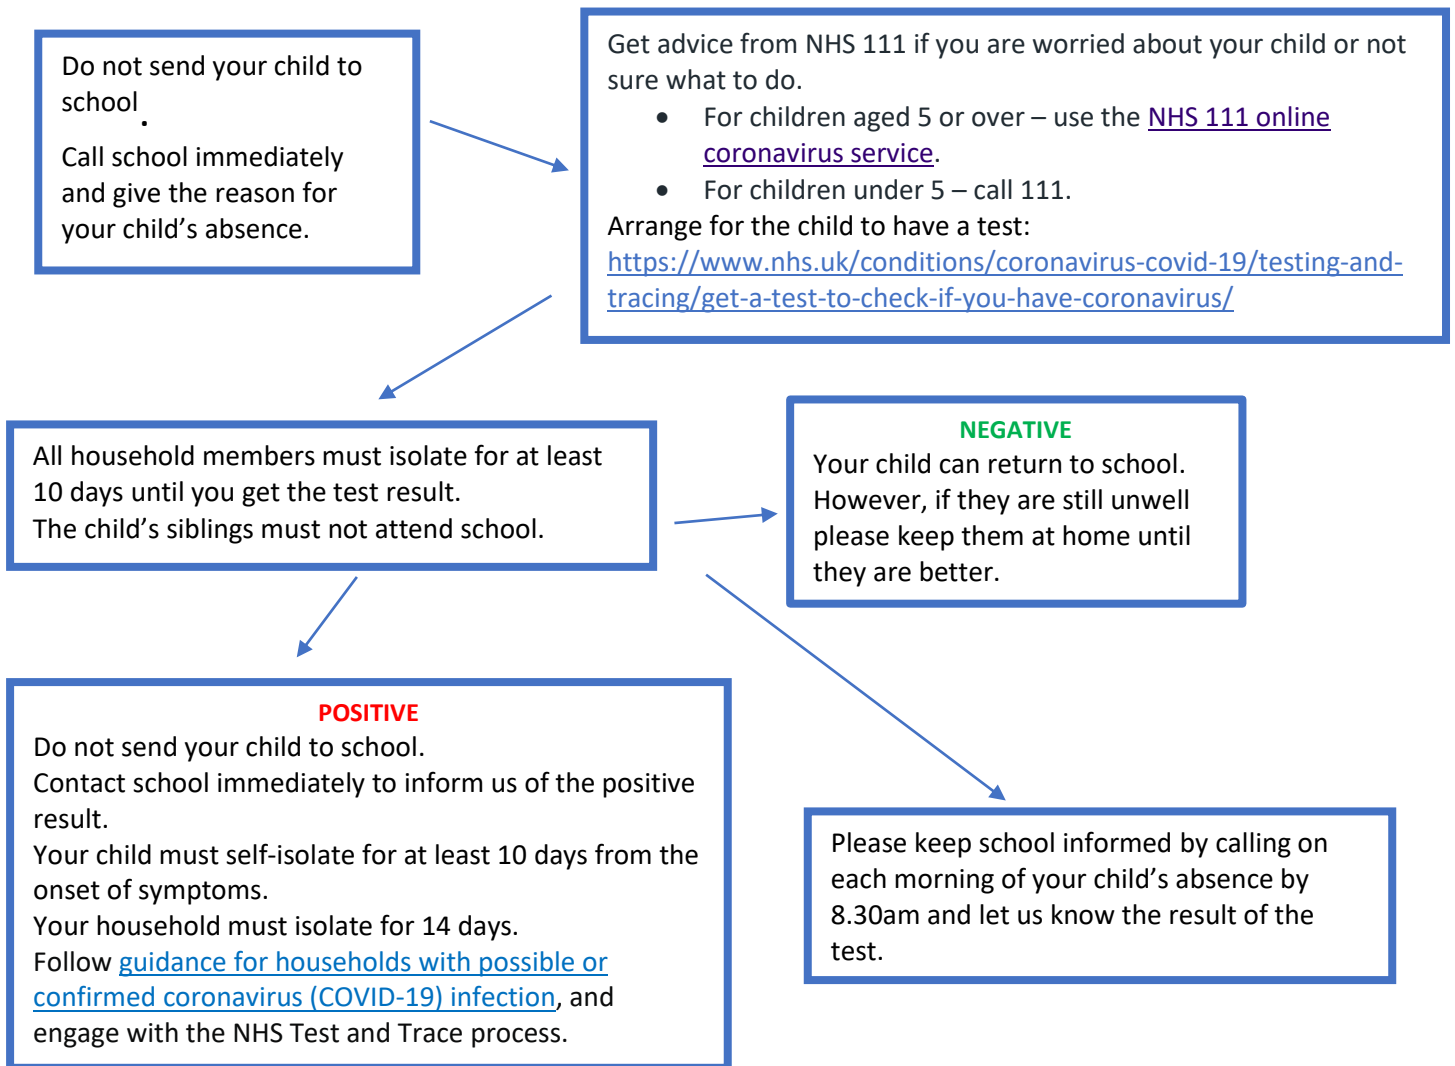 Do not send your child to
school.
Call school immediately
and give the reason for
your child’s absence.
Get advice from NHS 111 if you are worried about your child or not
sure what to do.
• For children aged 5 or over – use the NHS 111 online
coronavirus service.
• For children under 5 – call 111.
Arrange for the child to have a test:
https://www.nhs.uk/conditions/coronavirus-covid-19/testing-and-
tracing/get-a-test-to-check-if-you-have-coronavirus/
All household members must isolate for at least
10 days until you get the test result.
The child’s siblings must not attend school.
NEGATIVE
Your child can return to school.
However, if they are still unwell
please keep them at home until
they are better.
POSITIVE
Do not send your child to school.
Contact school immediately to inform us of the positive
result.
Your child must self-isolate for at least 10 days from the
onset of symptoms.
Your household must isolate for 14 days.
Follow guidance for households with possible or
confirmed coronavirus (COVID-19) infection, and
engage with the NHS Test and Trace process.
Please keep school informed by calling on
each morning of your child’s absence by
8.30am and let us know the result of the
test.